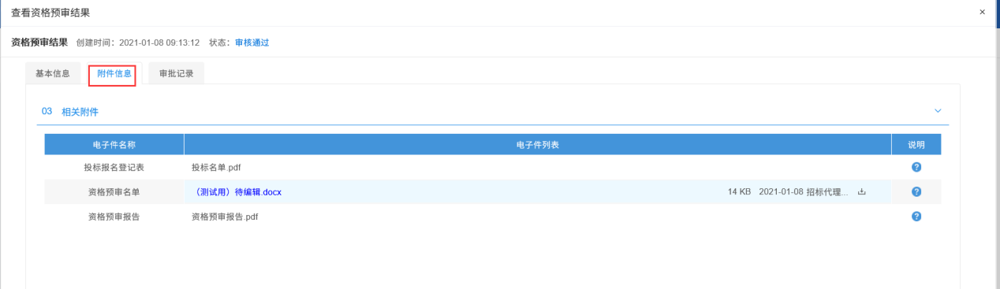 查看资格预审结果 ×
资格预审结果 创建时间：2021-01-08 09:13:12 状态：审核通过
基本信息 附件信息 审批记录
03 相关附件
电子件名称 电子件列表 说明
投标报名登记表 投标名单.pdf ?
资格预审名单 （测试用）待编辑.docx 14 KB 2021-01-08 招标代理... ?
资格预审报告 资格预审报告.pdf ?